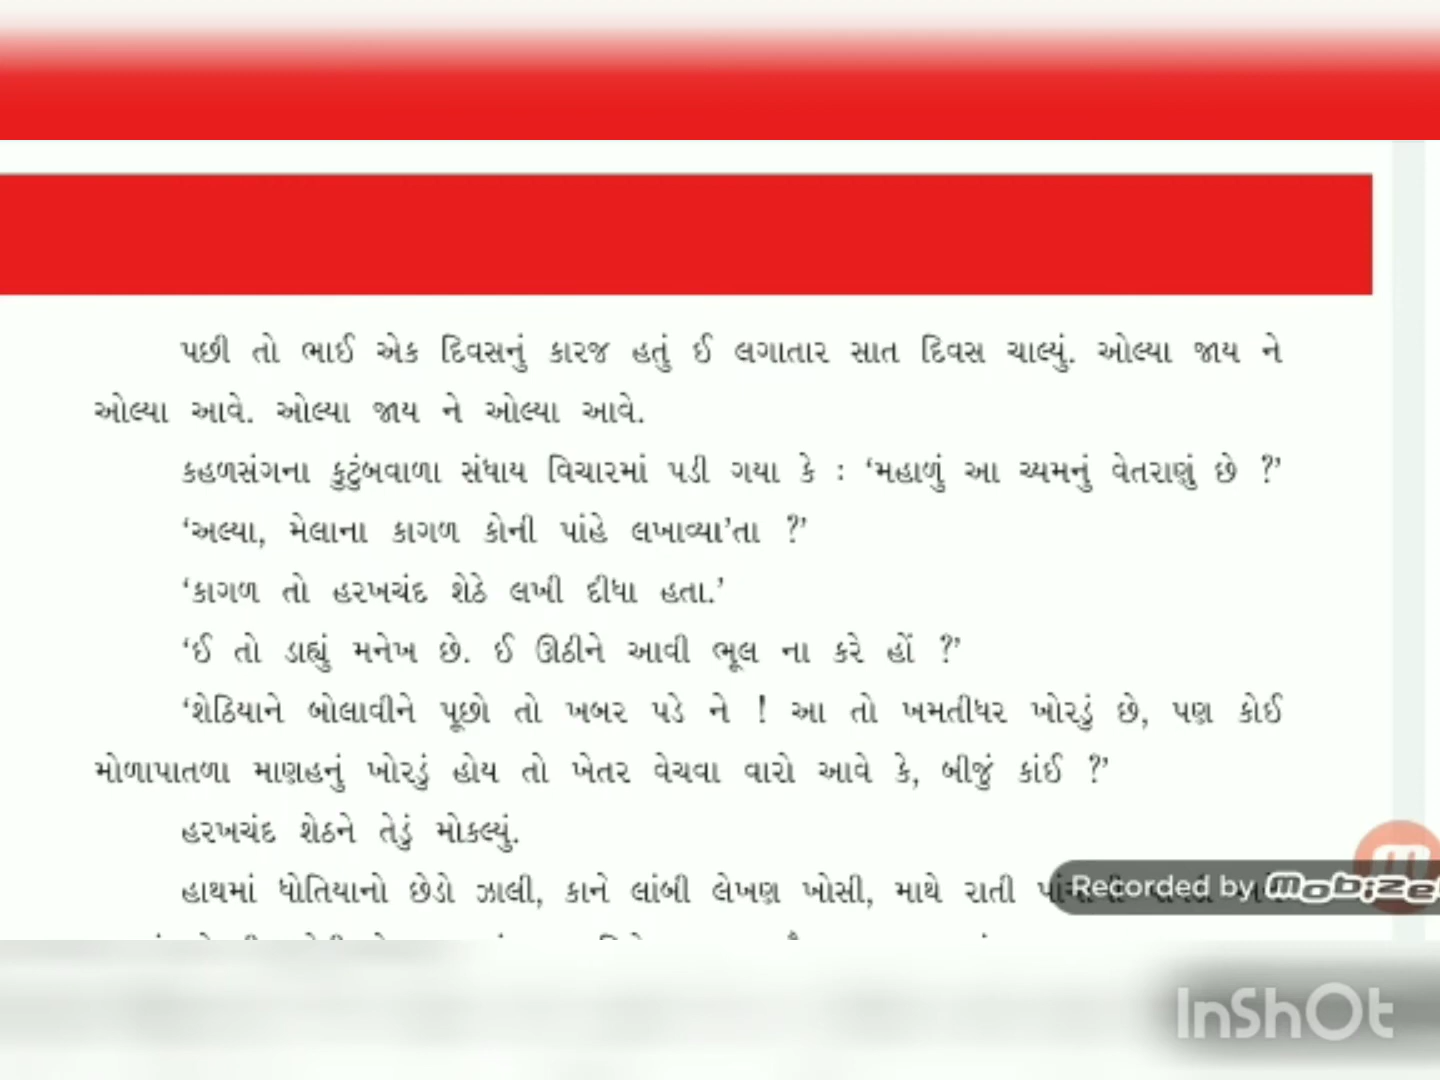 પછી તો ભાઈ એક દિવસનું કારજ હતું ઈ લગાતાર સાત દિવસ ચાલ્યું. ઓલ્યા જાય ને
ઓલ્યા આવે. ઓલ્યા જાય ને ઓલ્યા આવે.
કહળસંગના કુટુંબવાળા સંધાય વિચારમાં પડી ગયા કે : ‘મહાળું આ ચ્યમનું વેતરાણું છે ?’
‘અલ્યા, મેલાના કાગળ કોની પાંહે લખાવ્યા’તા ?’
‘કાગળ તો હરખચંદ શેઠે લખી દીધા હતા.’
‘ઈ તો ડાહ્યું મનેખ છે. ઈ ઊઠીને આવી ભૂલ ના કરે હોં ?’
‘શેઠિયાને બોલાવીને પૂછો તો ખબર પડે ને ! આ તો ખમતીધર ખોરડું છે, પણ કોઈ
મોળાપાતળા માણહનું ખોરડું હોય તો ખેતર વેચવા વારો આવે કે, બીજું કાંઈ ?’
હરખચંદ શેઠને તેડું મોકલ્યું.
હાથમાં ધોતિયાનો છેડો ઝાલી, કાને લાંબી લેખણ ખોસી, માથે રાતી
Recorded by mobizen
InShOt